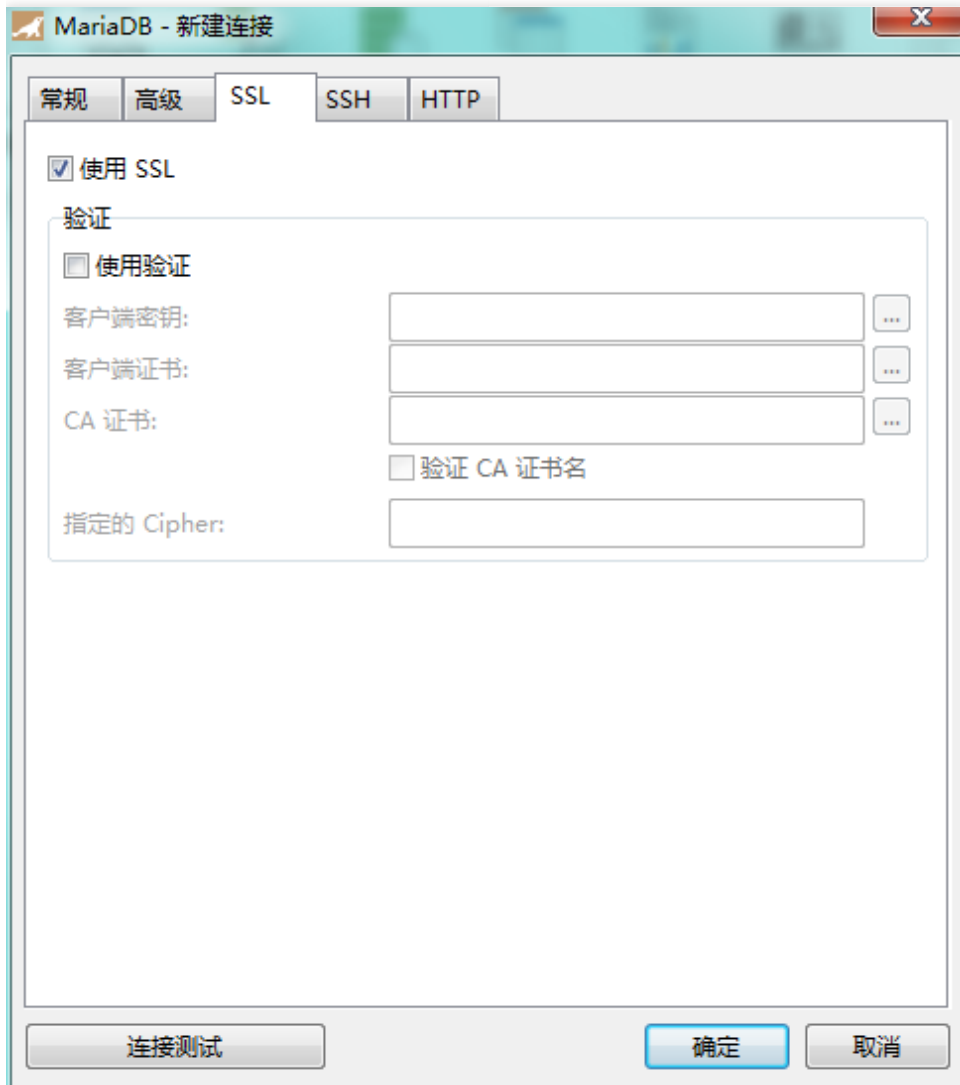 MariaDB - 新建连接
常规 高级 SSL SSH HTTP
使用 SSL
验证
使用验证
客户端密钥: ...
客户端证书: ...
CA 证书: ...
验证 CA 证书名
指定的 Cipher:
连接测试 确定 取消